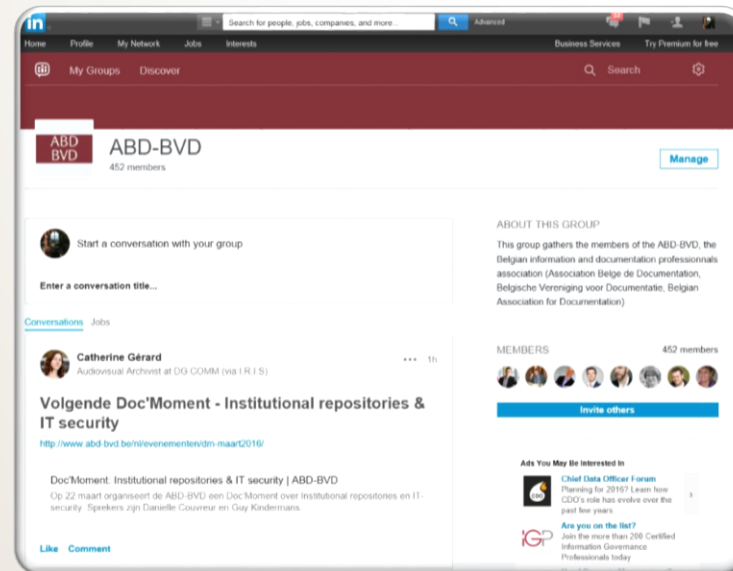 in
Search for people, jobs, companies, and more...
Advanced
Home Profile My Network Jobs Interests
Business Services Try Premium for free
My Groups Discover
Search
ABD
BVD
ABD-BVD
452 members
Manage
Start a conversation with your group
Enter a conversation title...
Conversations Jobs
Catherine Gérard
Audiovisual Archivist at DG COMM (via I.R.I.S)
1h
Volgende Doc'Moment - Institutional repositories &
IT security
http://www.abd-bvd.be/nl/evenementen/dm-maart2016/
Doc'Moment: Institutional repositories & IT security | ABD-BVD
Op 22 maart organiseert de ABD-BVD een Doc'Moment over Institutional repositories en IT-
security. Sprekers zijn Danielle Couvreur en Guy Kindermans.
Like Comment
ABOUT THIS GROUP
This group gathers the members of the ABD-BVD, the
Belgian information and documentation professionnals
association (Association Belge de Documentation,
Belgische Vereniging voor Documentatie, Belgian
Association for Documentation)
MEMBERS
452 members
Invite others
Ads You May Be Interested In
CDO
Chief Data Officer Forum
Planning for 2016? Learn how
CDO's role has evolve over the
past few years
IGP
Are you on the list?
Join the more than 200 Certified
Information Governance
Professionals today